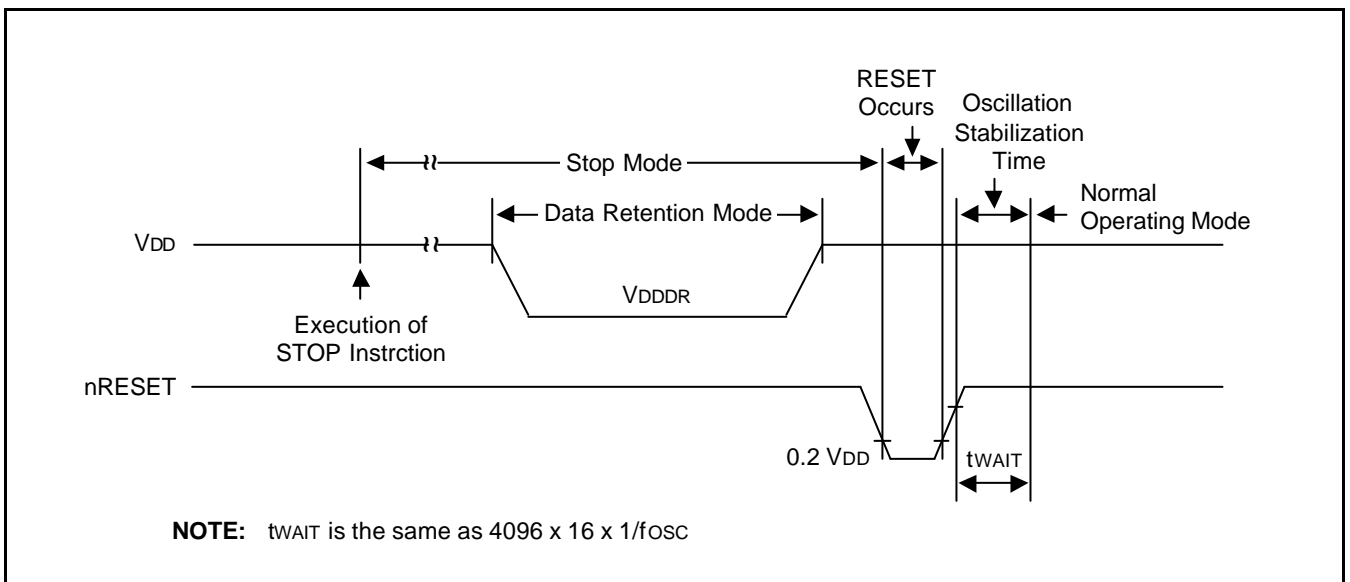 RESET
Occurs
Oscillation
Stabilization
Time
Stop Mode
Data Retention Mode
Normal
Operating Mode
VDD
VDDDR
Execution of
STOP Instrction
nRESET
0.2 VDD
tWAIT
NOTE: tWAIT is the same as 4096 x 16 x 1/fOSC